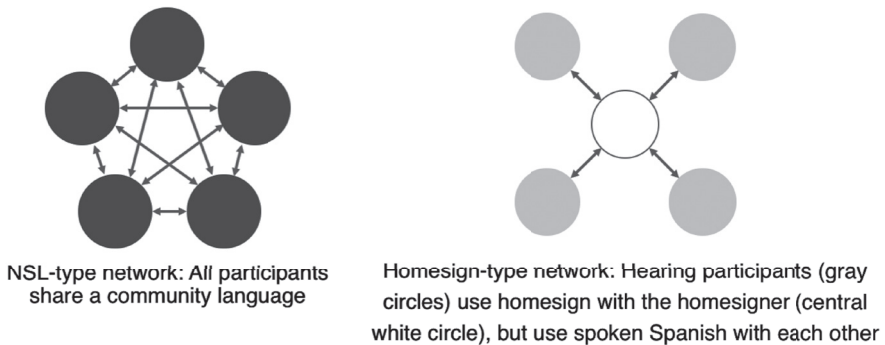 NSL-type network: All participants
share a community language
Homesign-type network: Hearing participants (gray
circles) use homesign with the homesigner (central
white circle), but use spoken Spanish with each other